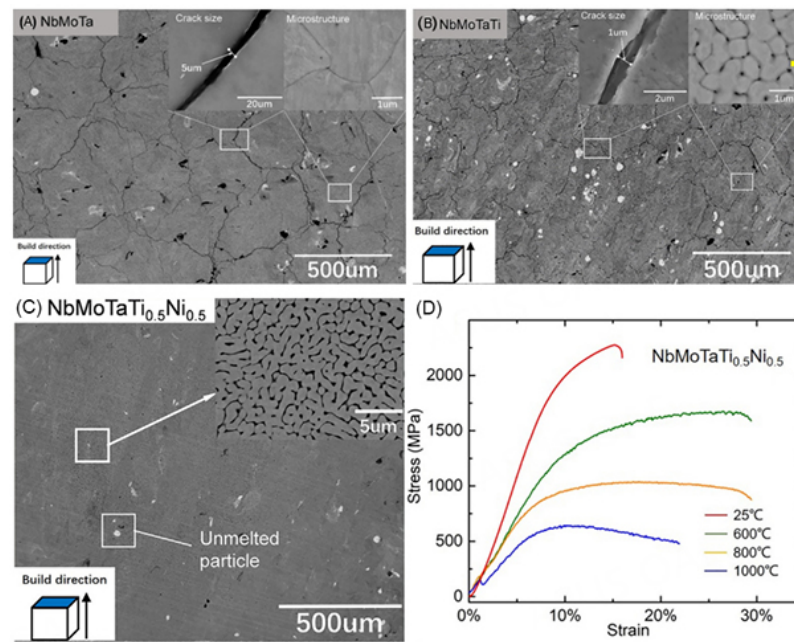 (A) NbMoTa
Crack size
5um
20um
Microstructure
1um
Build direction
500um
(B) NbMoTaTi
Crack size
1um
2um
Microstructure
1um
Build direction
500um
(C) NbMoTaTi0.5Ni0.5
5um
Unmelted
particle
Build direction
500um
(D)
NbMoTaTi0.5Ni0.5
Stress (MPa)
2000
1500
1000
500
0
25℃
600℃
800℃
1000℃
0% 10% 20% 30%
Strain